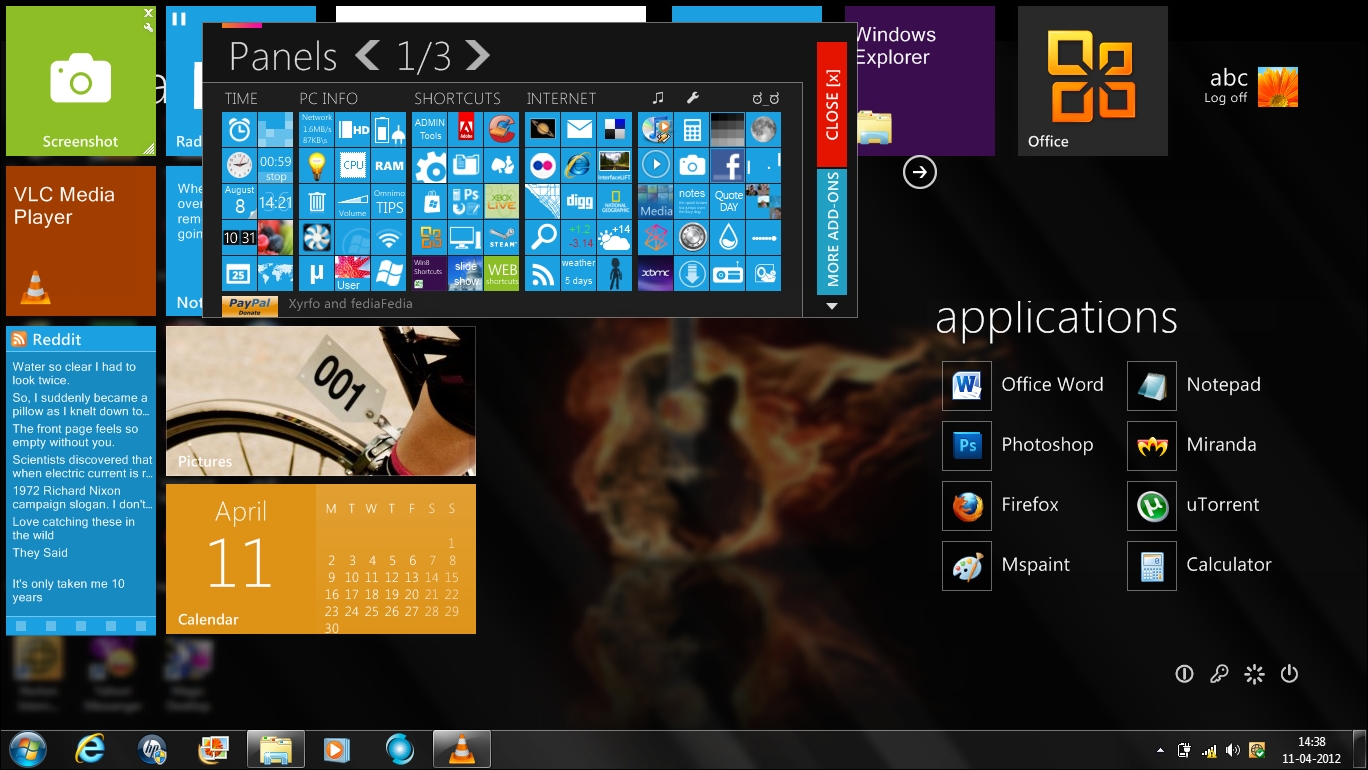 Screenshot
Rad
Panels < 1/3 >
CLOSE [x]
MORE ADD-ONS
TIME
PC INFO
SHORTCUTS
INTERNET
ಠ_ಠ
Network
1.6MB/s
87KB\s
HD
ADMIN
Tools
Adobe
00:59
stop
CPU
RAM
InterfaceLIFT
August
8
14:21
Volume
Omnimo
TIPS
Ps
XBOX
LIVE
digg
NATIONAL
GEOGRAPHIC
Media
notes
Quote
DAY
10 31
STEAM
+1.2
-3.14
+14
25
µ
User
Win8
Shortcuts
slide
show
WEB
shortcuts
weather
5 days
xbmc
PayPal
Donate
Xyrfo and fediaFedia
Windows
Explorer
Office
abc
Log off
VLC Media
Player
Whe
over
rem
goin
Not
Reddit
Water so clear I had to
look twice.
So, I suddenly became a
pillow as I knelt down to...
The front page feels so
empty without you.
Scientists discovered that
when electric current is r...
1972 Richard Nixon
campaign slogan. I don't...
Love catching these in
the wild
They Said
It's only taken me 10
years
001
Pictures
April
11
Calendar
M T W T F S S
1
2 3 4 5 6 7 8
9 10 11 12 13 14 15
16 17 18 19 20 21 22
23 24 25 26 27 28 29
30
applications
Office Word
Notepad
Ps
Photoshop
Miranda
Firefox
uTorrent
Mspaint
Calculator
hp
14:38
11-04-2012